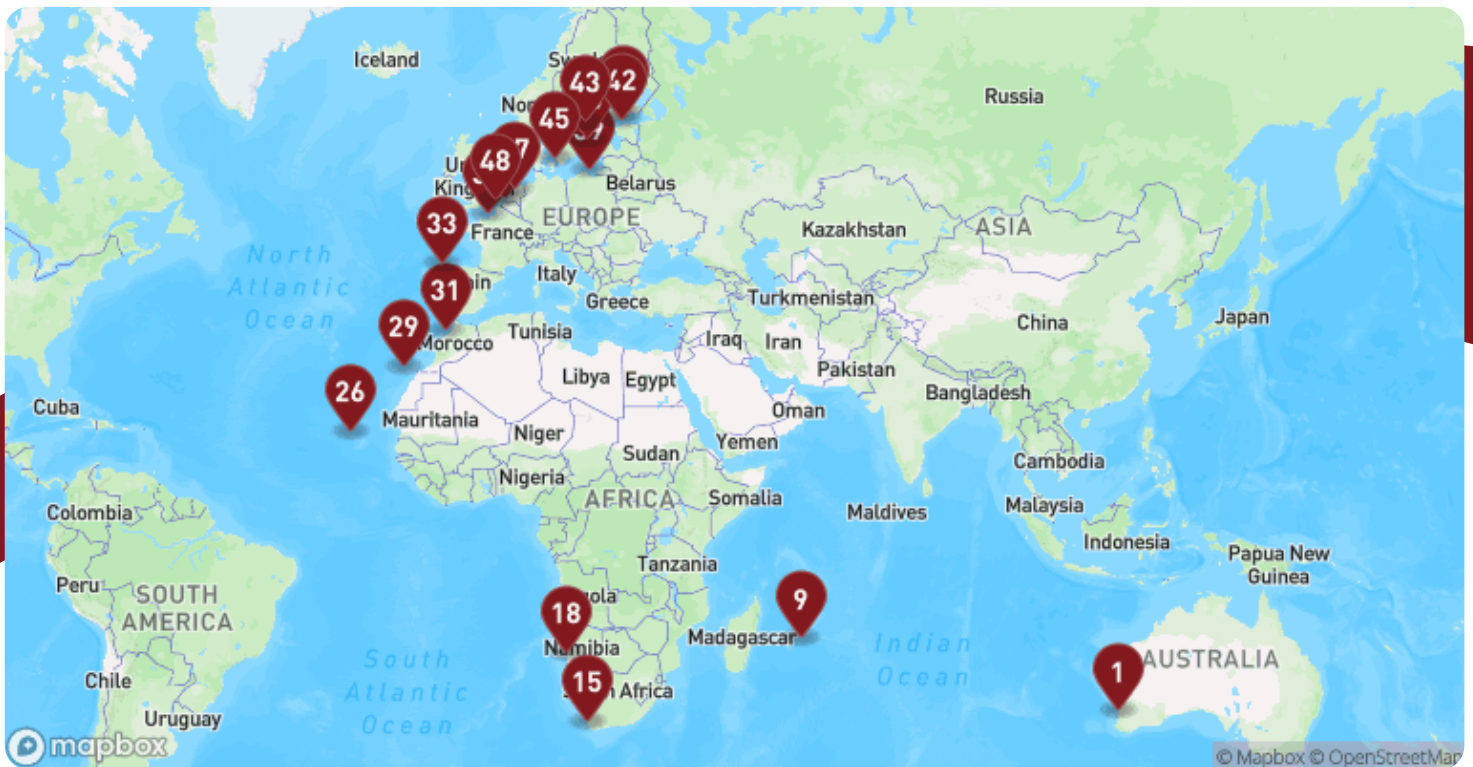 Iceland
43
42
Russia
45
48
Belarus
33
EUROPE
France
Kazakhstan
ASIA
North
Atlantic
Ocean
Italy
31
Greece
Turkmenistan
29
Tunisia
Morocco
Iraq
Iran
China
Japan
Pakistan
26
Libya
Egypt
Bangladesh
Cuba
Mauritania
Oman
Niger
Yemen
Sudan
Cambodia
Nigeria
AFRICA
Somalia
Malaysia
Colombia
Maldives
Indonesia
Papua New
Guinea
Tanzania
Peru
SOUTH
AMERICA
18
9
Namibia
Madagascar
Indian
Ocean
South
Atlantic
Ocean
1
AUSTRALIA
Chile
15
Africa
Uruguay
mapbox
© Mapbox © OpenStreetMap